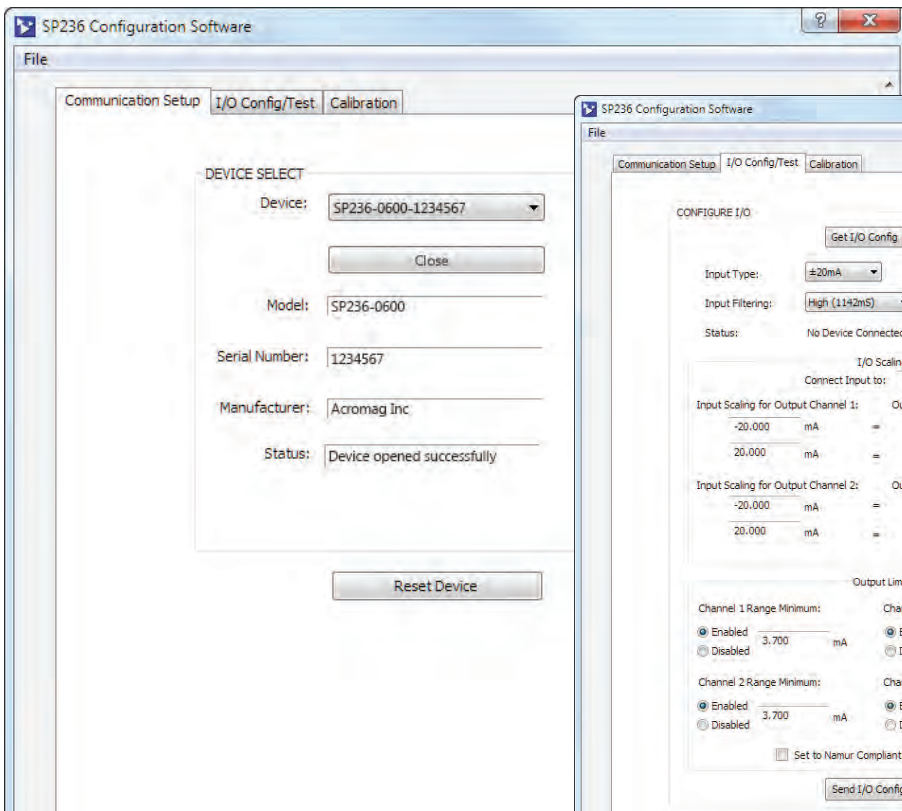 SP236 Configuration Software
File
Communication Setup
I/O Config/Test
Calibration
DEVICE SELECT
Device:
SP236-0600-1234567
Close
Model:
SP236-0600
Serial Number:
1234567
Manufacturer:
Acromag Inc
Status:
Device opened successfully
Reset Device
SP236 Configuration Software
File
Communication Setup
I/O Config/Test
Calibration
CONFIGURE I/O
Get I/O Config
Input Type:
±20mA
Input Filtering:
High (1142mS)
Status:
No Device Connected
I/O
Connect Input to:
Input Scaling for Output Channel 1:
-20.000 mA =
20.000 mA =
Input Scaling for Output Channel 2:
-20.000 mA =
20.000 mA =
Output
Channel 1 Range Minimum:
Enabled
3.700 mA
Disabled
Channel 2 Range Minimum:
Enabled
3.700 mA
Disabled
Set to Namur Compliant
Send I/O Config